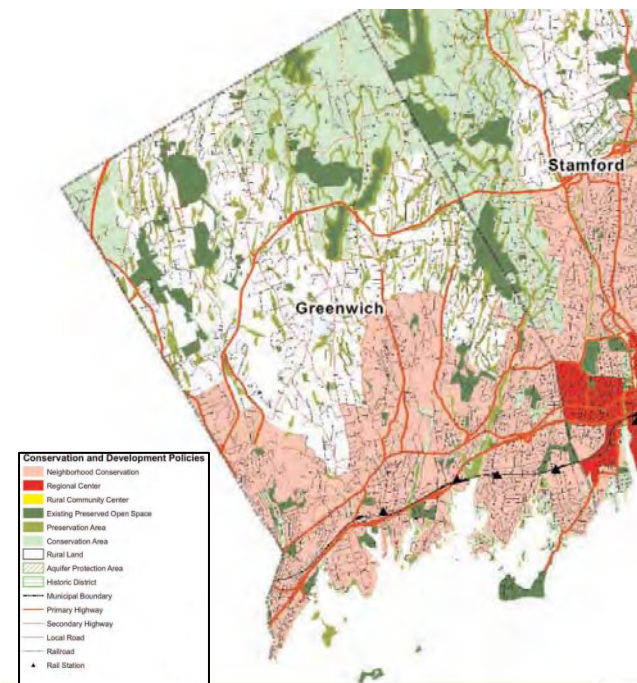 Stamford
Greenwich
Conservation and Development Policies
Neighborhood Conservation
Regional Center
Rural Community Center
Existing Preserved Open Space
Preservation Area
Conservation Area
Rural Land
Aquifer Protection Area
Historic District
Municipal Boundary
Primary Highway
Secondary Highway
Local Road
Railroad
Rail Station